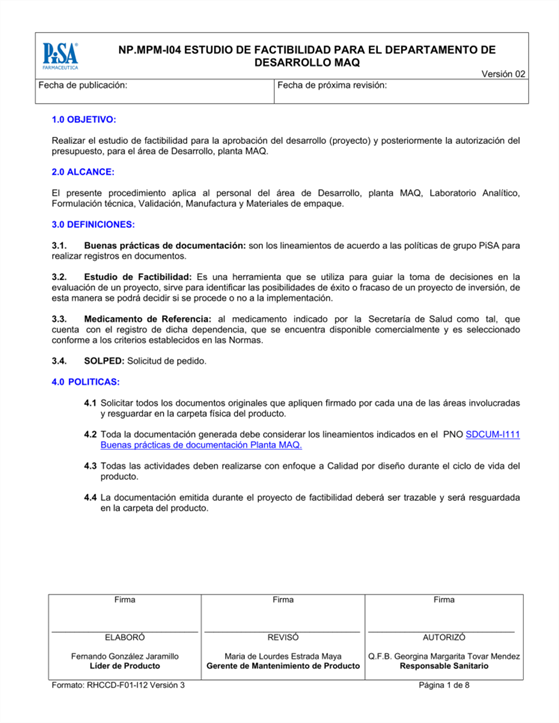 PiSA
FARMACÉUTICA
NP.MPM-I04 ESTUDIO DE FACTIBILIDAD PARA EL DEPARTAMENTO DE
DESARROLLO MAQ
Versión 02
Fecha de publicación:
Fecha de próxima revisión:
1.0 OBJETIVO:
Realizar el estudio de factibilidad para la aprobación del desarrollo (proyecto) y posteriormente la autorización del
presupuesto, para el área de Desarrollo, planta MAQ.
2.0 ALCANCE:
El presente procedimiento aplica al personal del área de Desarrollo, planta MAQ, Laboratorio Analítico,
Formulación técnica, Validación, Manufactura y Materiales de empaque.
3.0 DEFINICIONES:
3.1. Buenas prácticas de documentación: son los lineamientos de acuerdo a las políticas de grupo PiSA para
realizar registros en documentos.
3.2. Estudio de Factibilidad: Es una herramienta que se utiliza para guiar la toma de decisiones en la
evaluación de un proyecto, sirve para identificar las posibilidades de éxito o fracaso de un proyecto de inversión, de
esta manera se podrá decidir si se procede o no a la implementación.
3.3. Medicamento de Referencia: al medicamento indicado por la Secretaría de Salud como tal, que
cuenta con el registro de dicha dependencia, que se encuentra disponible comercialmente y es seleccionado
conforme a los criterios establecidos en las Normas.
3.4. SOLPED: Solicitud de pedido.
4.0 POLITICAS:
4.1 Solicitar todos los documentos originales que apliquen firmado por cada una de las áreas involucradas
y resguardar en la carpeta física del producto.
4.2 Toda la documentación generada debe considerar los lineamientos indicados en el PNO SDCUM-I111
Buenas prácticas de documentación Planta MAQ.
4.3 Todas las actividades deben realizarse con enfoque a Calidad por diseño durante el ciclo de vida del
producto.
4.4 La documentación emitida durante el proyecto de factibilidad deberá ser trazable y será resguardada
en la carpeta del producto.
Firma
Firma
Firma
ELABORÓ
REVISÓ
AUTORIZÓ
Fernando González Jaramillo
Maria de Lourdes Estrada Maya
Q.F.B. Georgina Margarita Tovar Mendez
Líder de Producto
Gerente de Mantenimiento de Producto
Responsable Sanitario
Formato: RHCCD-F01-I12 Versión 3
Página 1 de 8